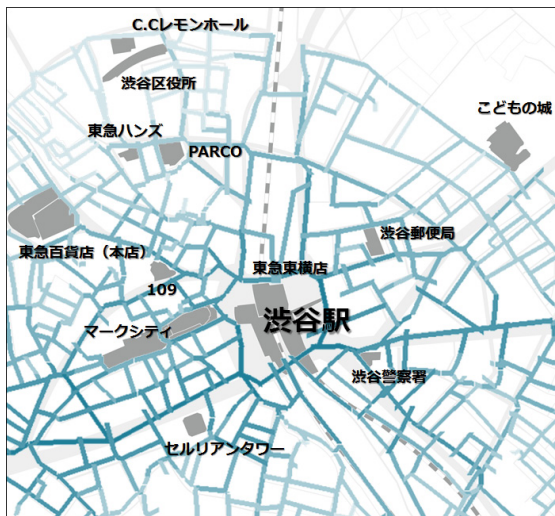 C.Cレモンホール
渋谷区役所
こどもの城
東急ハンズ
PARCO
渋谷郵便局
東急百貨店（本店）
東急東横店
109
渋谷駅
マークシティ
渋谷警察署
セルリアンタワー